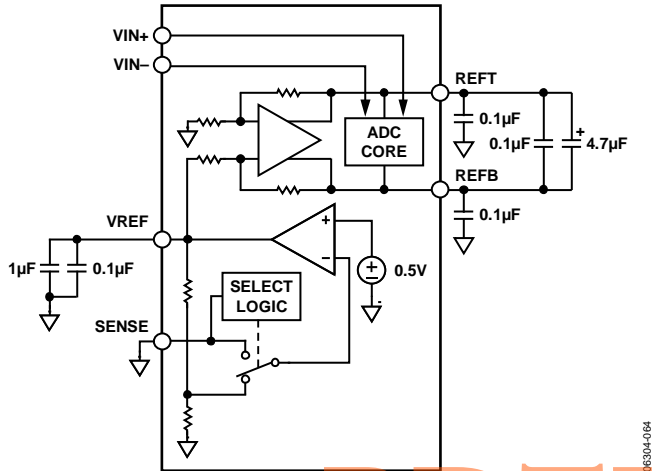 VIN+
VIN–
REFT
0.1µF
ADC
CORE
0.1µF
+
4.7µF
REFB
0.1µF
VREF
+
–
1µF
0.1µF
0.5V
+
–
SELECT
LOGIC
SENSE
06304-064